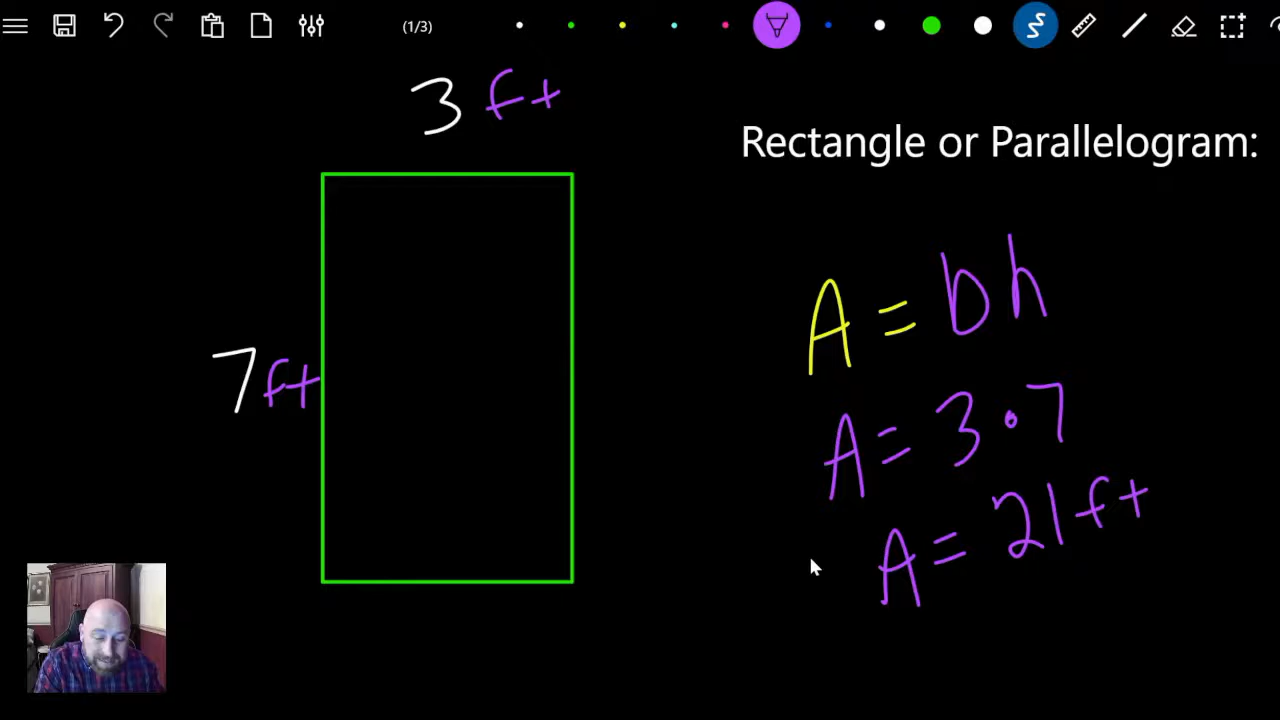 (1/3)
3 ft
Rectangle or Parallelogram:
A = bh
7ft
A = 3·7
A = 21ft